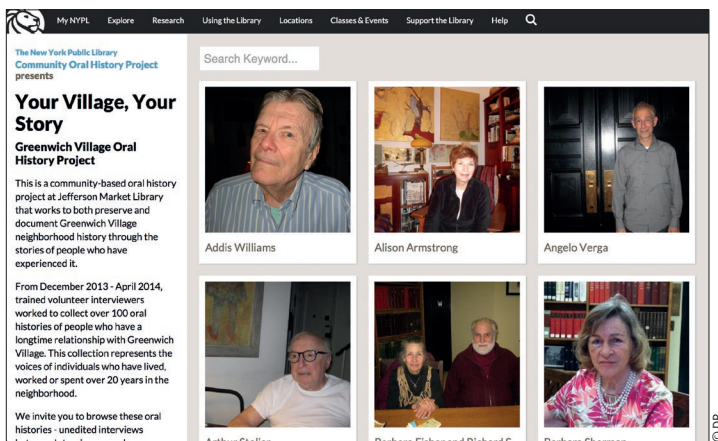 My NYPL Explore Research Using the Library Locations Classes & Events Support the Library Help
The New York Public Library
Community Oral History Project
presents
Your Village, Your
Story
Greenwich Village Oral
History Project
This is a community-based oral history
project at Jefferson Market Library
that works to both preserve and
document Greenwich Village
neighborhood history through the
stories of people who have
experienced it.
From December 2013 - April 2014,
trained volunteer interviewers
worked to collect over 100 oral
histories of people who have a
longtime relationship with Greenwich
Village. This collection represents the
voices of individuals who have lived,
worked or spent over 20 years in the
neighborhood.
We invite you to browse these oral
histories - unedited interviews
Search Keyword...
Addis Williams
Alison Armstrong
Angelo Verga
© DR